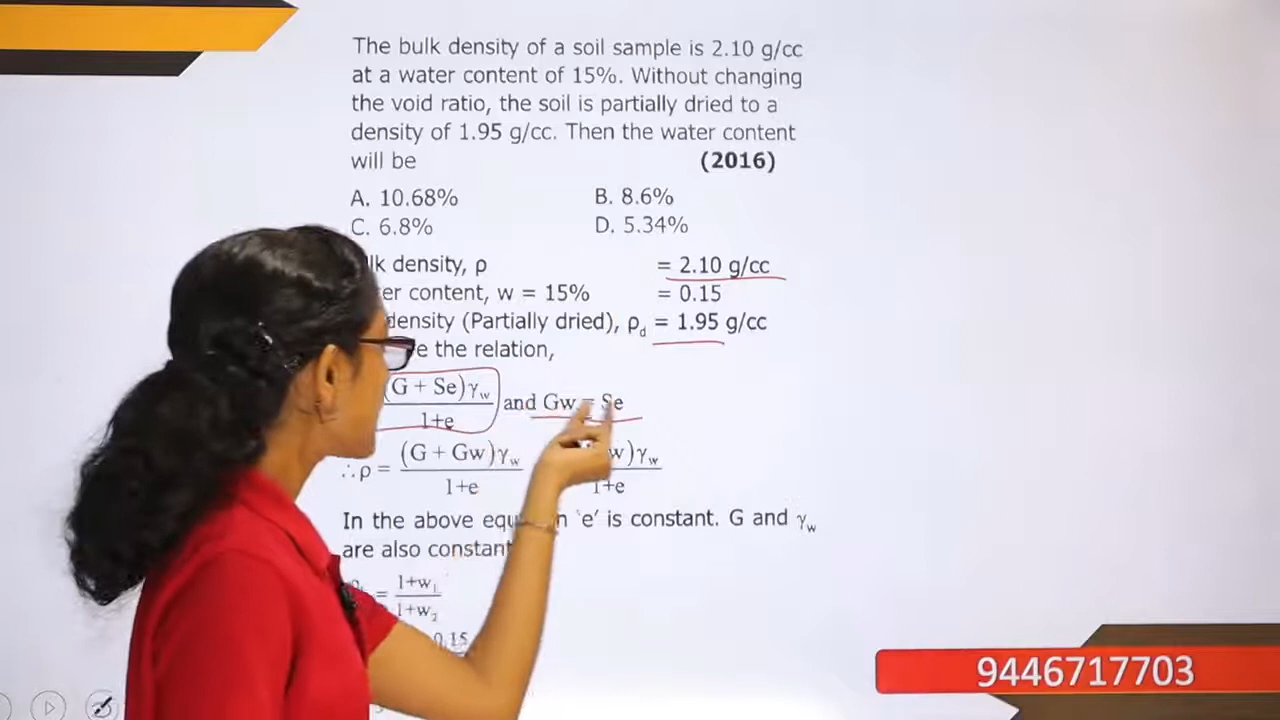 The bulk density of a soil sample is 2.10 g/cc
at a water content of 15%. Without changing
the void ratio, the soil is partially dried to a
density of 1.95 g/cc. Then the water content
will be (2016)
A. 10.68% B. 8.6%
C. 6.8% D. 5.34%
density, ρ = 2.10 g/cc
content, w = 15% = 0.15
density (Partially dried), ρd = 1.95 g/cc
the relation,
(G + Se)γw / 1+e and Gw = Se
∴ρ = (G + Gw)γw / 1+e w)γw / 1+e
In the above 'e' is constant. G and γw
are also constant
= 1+w1 / 1+w2
0.15
9446717703